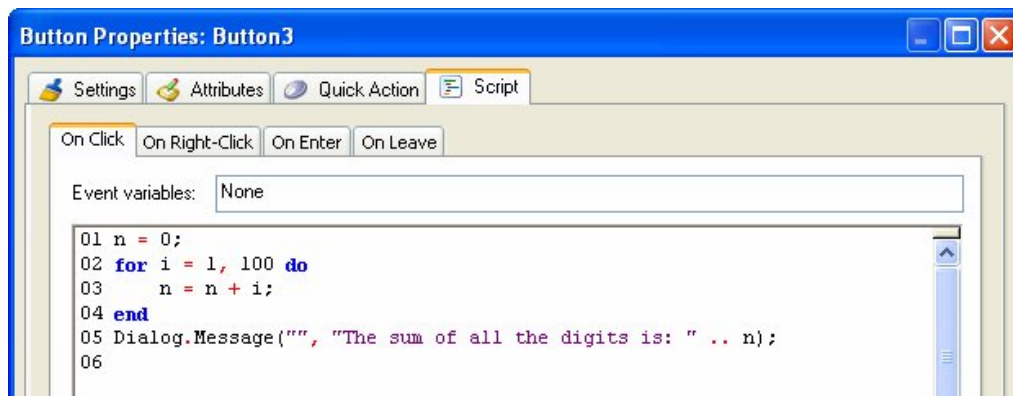 Button Properties: Button3
Settings Attributes Quick Action Script
On Click On Right-Click On Enter On Leave
Event variables: None
01 n = 0;
02 for i = 1, 100 do
03 n = n + i;
04 end
05 Dialog.Message("", "The sum of all the digits is: " .. n);
06